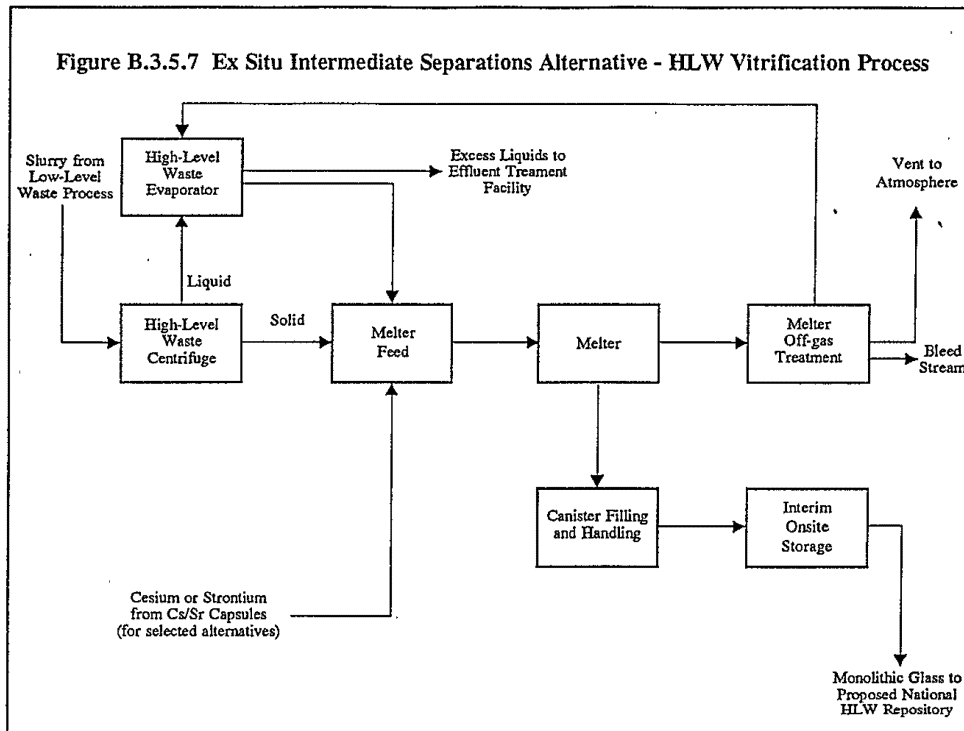 Figure B.3.5.7 Ex Situ Intermediate Separations Alternative - HLW Vitrification Process
Slurry from
Low-Level
Waste Process
High-Level
Waste
Evaporator
Excess Liquids to
Effluent Treament
Facility
Vent to
Atmosphere
Liquid
High-Level
Waste
Centrifuge
Solid
Melter
Feed
Melter
Melter
Off-gas
Treatment
Bleed
Stream
Canister Filling
and Handling
Interim
Onsite
Storage
Cesium or Strontium
from Cs/Sr Capsules
(for selected alternatives)
Monolithic Glass to
Proposed National
HLW Repository